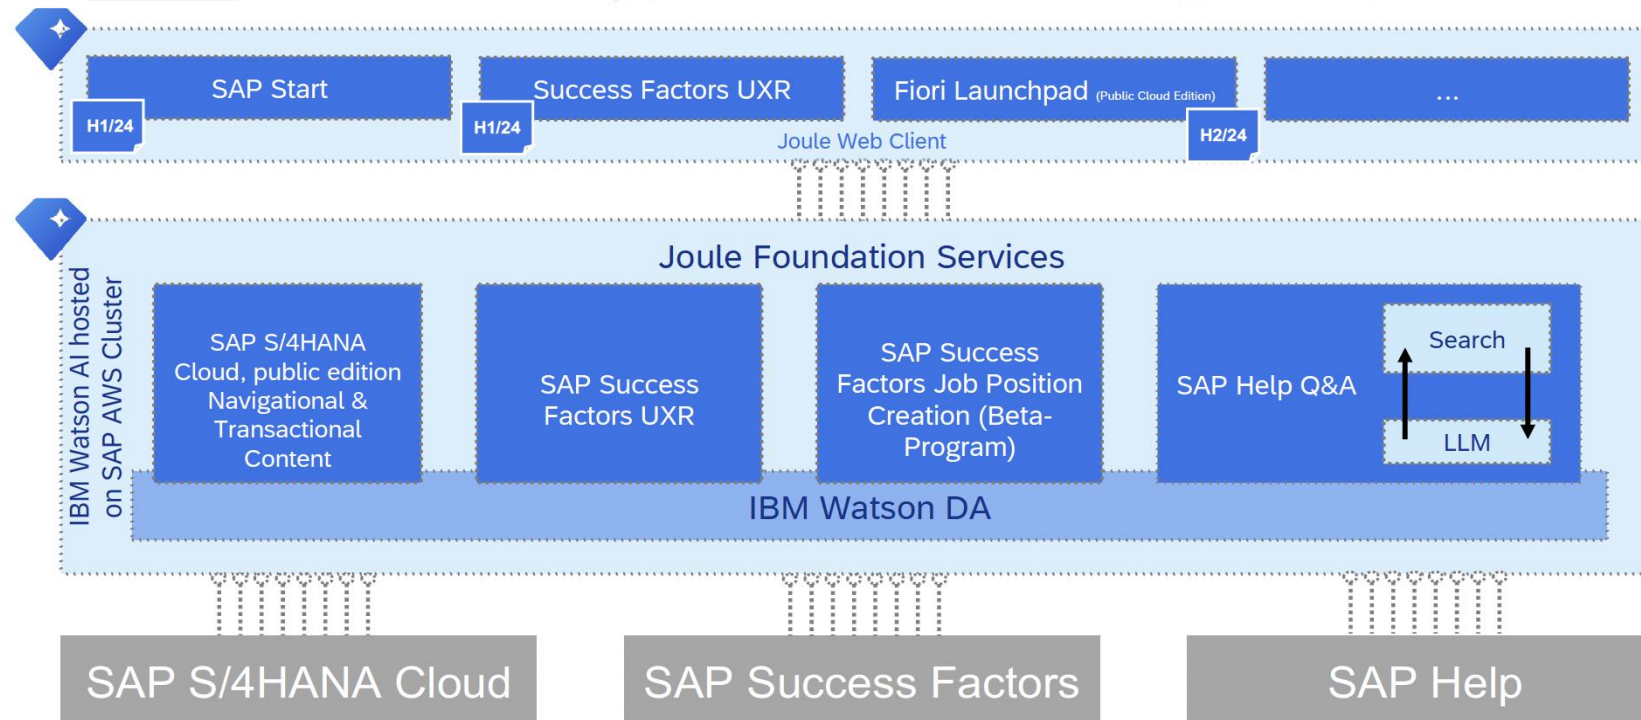 SAP Start
Success Factors UXR
Fiori Launchpad (Public Cloud Edition)
...
H1/24
H1/24
H2/24
Joule Web Client
Joule Foundation Services
IBM Watson AI hosted
on SAP AWS Cluster
SAP S/4HANA
Cloud, public edition
Navigational &
Transactional
Content
SAP Success
Factors UXR
SAP Success
Factors Job Position
Creation (Beta-
Program)
SAP Help Q&A
Search
LLM
IBM Watson DA
SAP S/4HANA Cloud
SAP Success Factors
SAP Help